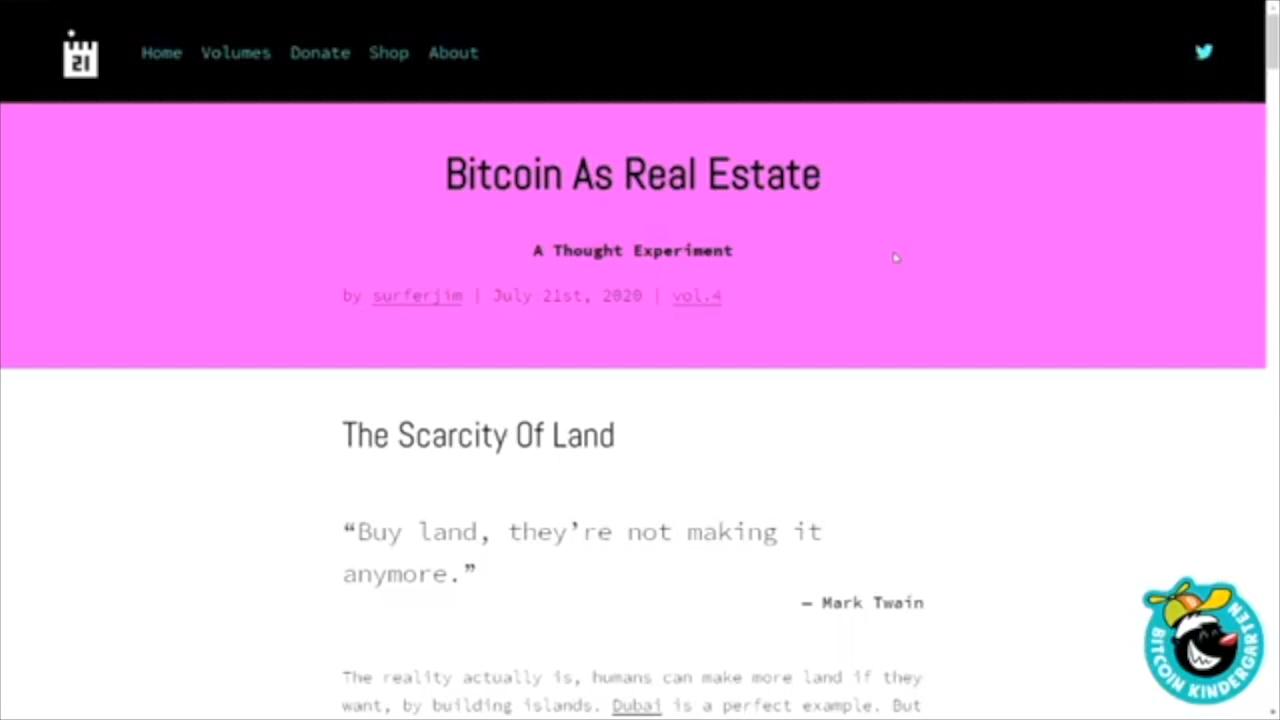 21
Home Volumes Donate Shop About
Bitcoin As Real Estate
A Thought Experiment
by surferjim | July 21st, 2020 | vol.4
The Scarcity Of Land
“Buy land, they’re not making it
anymore.”
— Mark Twain
The reality actually is, humans can make more land if they
want, by building islands. Dubai is a perfect example. But
BITCOIN KINDERGARTEN